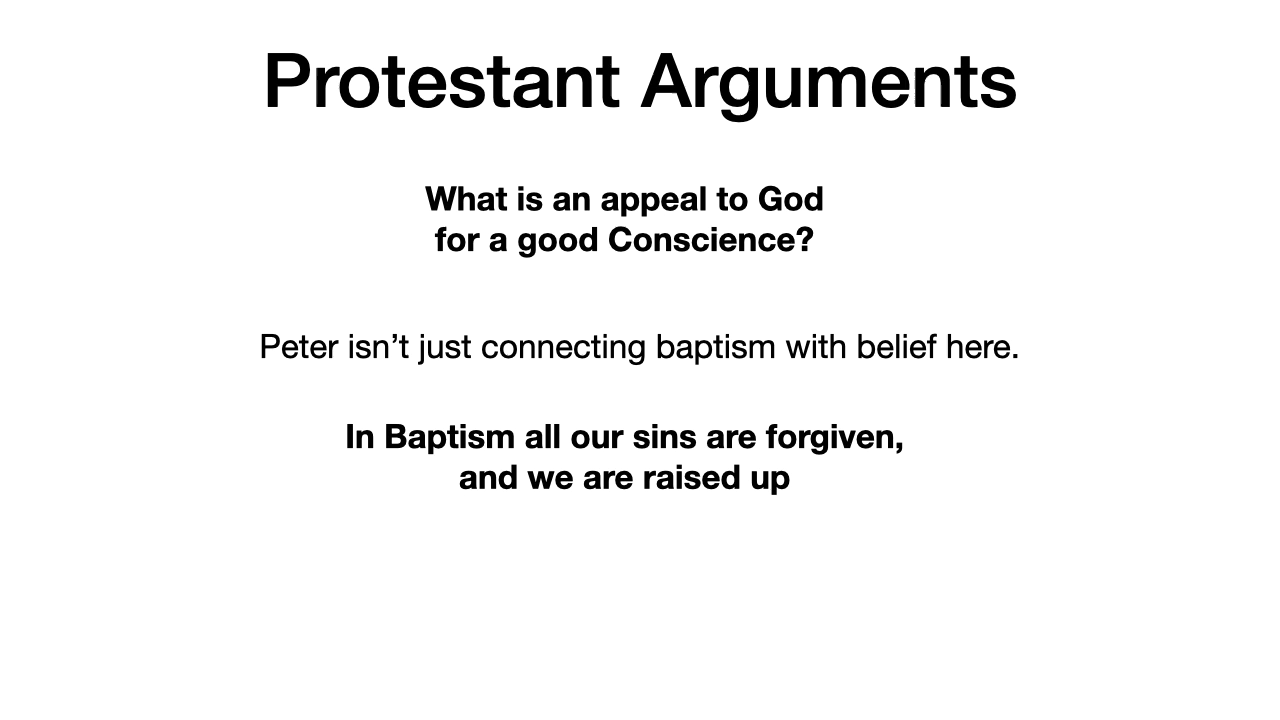 Protestant Arguments
What is an appeal to God
for a good Conscience?
Peter isn’t just connecting baptism with belief here.
In Baptism all our sins are forgiven,
and we are raised up